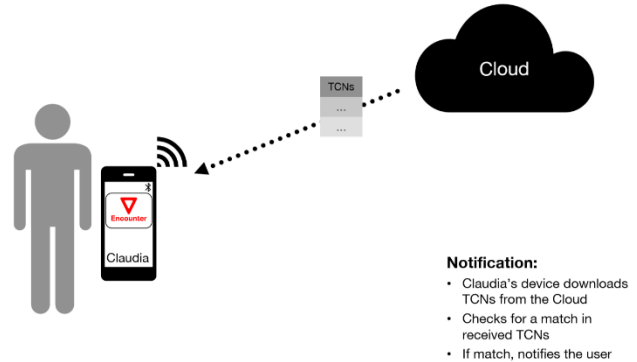 Cloud
TCNs
...
...
Encounter
Claudia
Notification:
• Claudia's device downloads
TCNs from the Cloud
• Checks for a match in
received TCNs
• If match, notifies the user